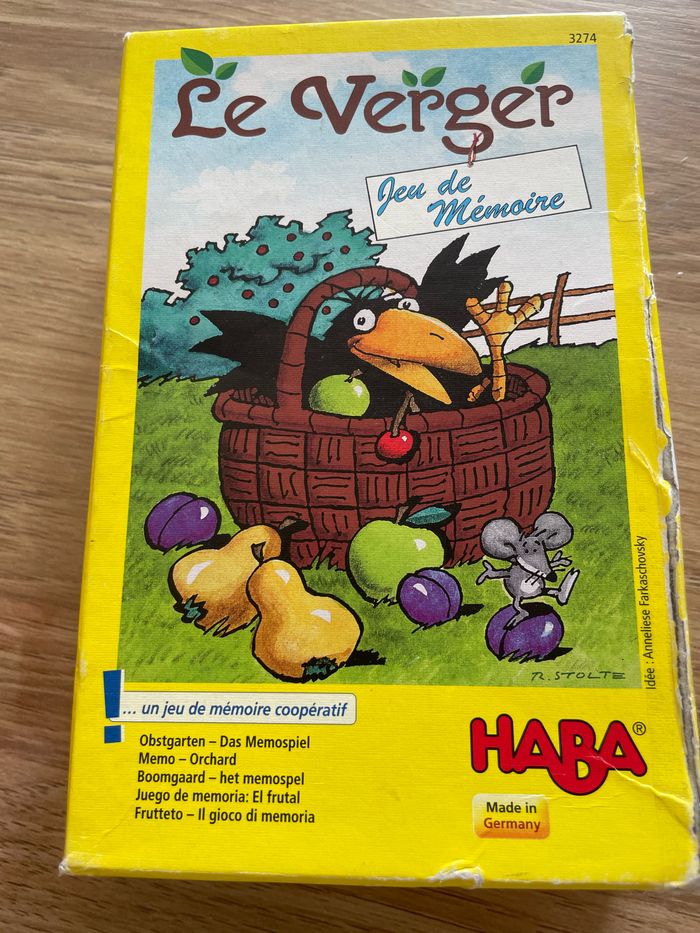 3274
Le Verger
Jeu de
Mémoire
Idée : Anneliese Farkaschovsky
R. STOLTE
... un jeu de mémoire coopératif
Obstgarten – Das Memospiel
Memo – Orchard
Boomgaard – het memospel
Juego de memoria: El frutal
Frutteto – Il gioco di memoria
HABA®
Made in
Germany